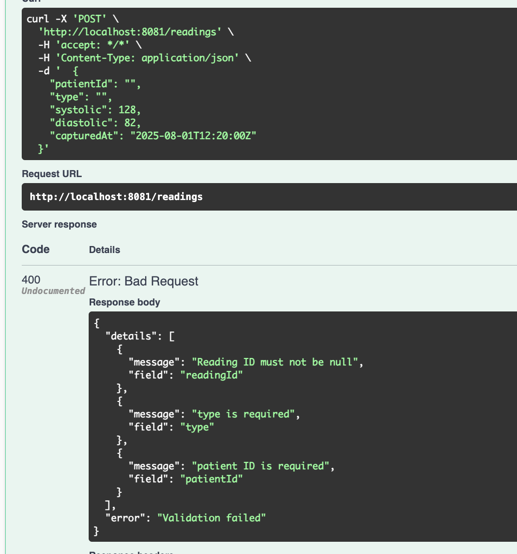 curl -X 'POST' \
'http://localhost:8081/readings' \
-H 'accept: */*' \
-H 'Content-Type: application/json' \
-d ' {
"patientId": "",
"type": "",
"systolic": 128,
"diastolic": 82,
"capturedAt": "2025-08-01T12:20:00Z"
}'
Request URL
http://localhost:8081/readings
Server response
Code Details
400 Error: Bad Request
Undocumented
Response body
{
"details": [
{
"message": "Reading ID must not be null",
"field": "readingId"
},
{
"message": "type is required",
"field": "type"
},
{
"message": "patient ID is required",
"field": "patientId"
}
],
"error": "Validation failed"
}